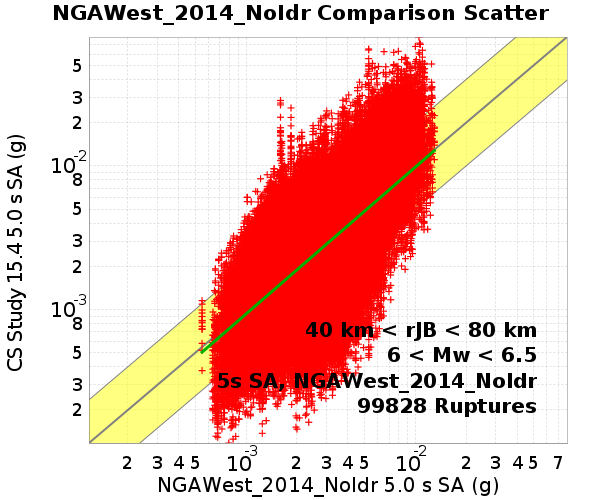 NGAWest_2014_NoIdr Comparison Scatter
CS Study 15.4 5.0 s SA (g)
5
3
2
10-2
8
5
3
2
10-3
8
5
3
2
40 km < rJB < 80 km
6 < Mw < 6.5
5s SA, NGAWest_2014_NoIdr
99828 Ruptures
2 3 4 5 10-3 2 3 4 5 10-2 2 3 4 5 7
NGAWest_2014_NoIdr 5.0 s SA (g)